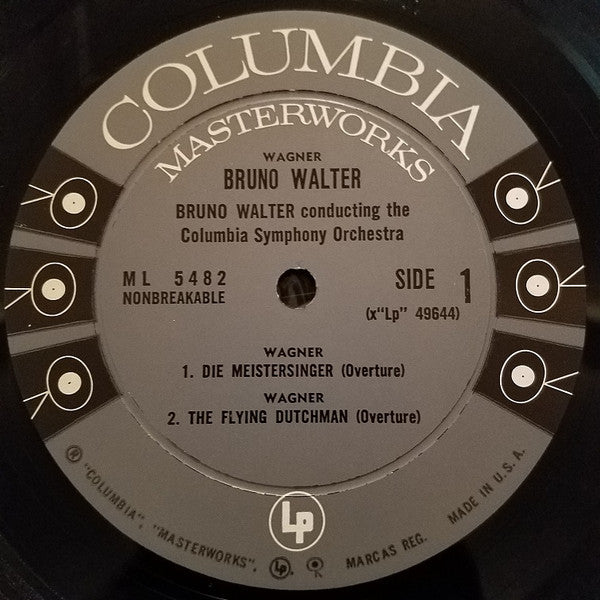 COLUMBIA
MASTERWORKS
WAGNER
BRUNO WALTER
BRUNO WALTER conducting the
Columbia Symphony Orchestra
ML 5482
NONBREAKABLE
SIDE 1
(x"Lp" 49644)
WAGNER
1. DIE MEISTERSINGER (Overture)
WAGNER
2. THE FLYING DUTCHMAN (Overture)
Lp
® "COLUMBIA", "MASTERWORKS", Lp, MARCAS REG. MADE IN U.S.A.